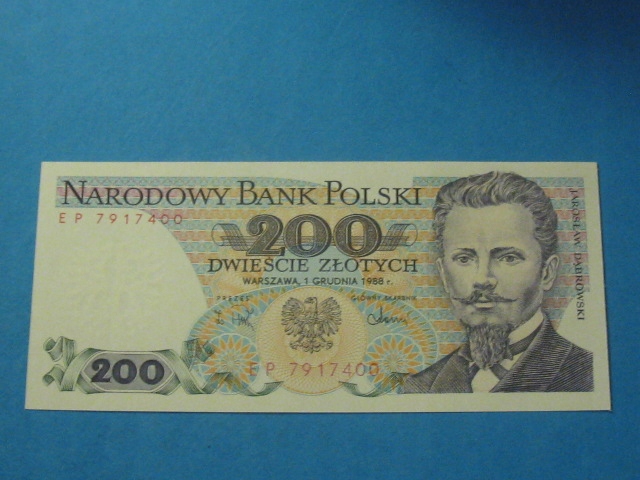 NARODOWY BANK POLSKI
EP 7917400
200
DWIEŚCIE ZŁOTYCH
WARSZAWA, 1 GRUDNIA 1988 r.
PREZES GŁÓWNY SKARBNIK
200
EP 7917400
JAROSŁAW DĄBROWSKI